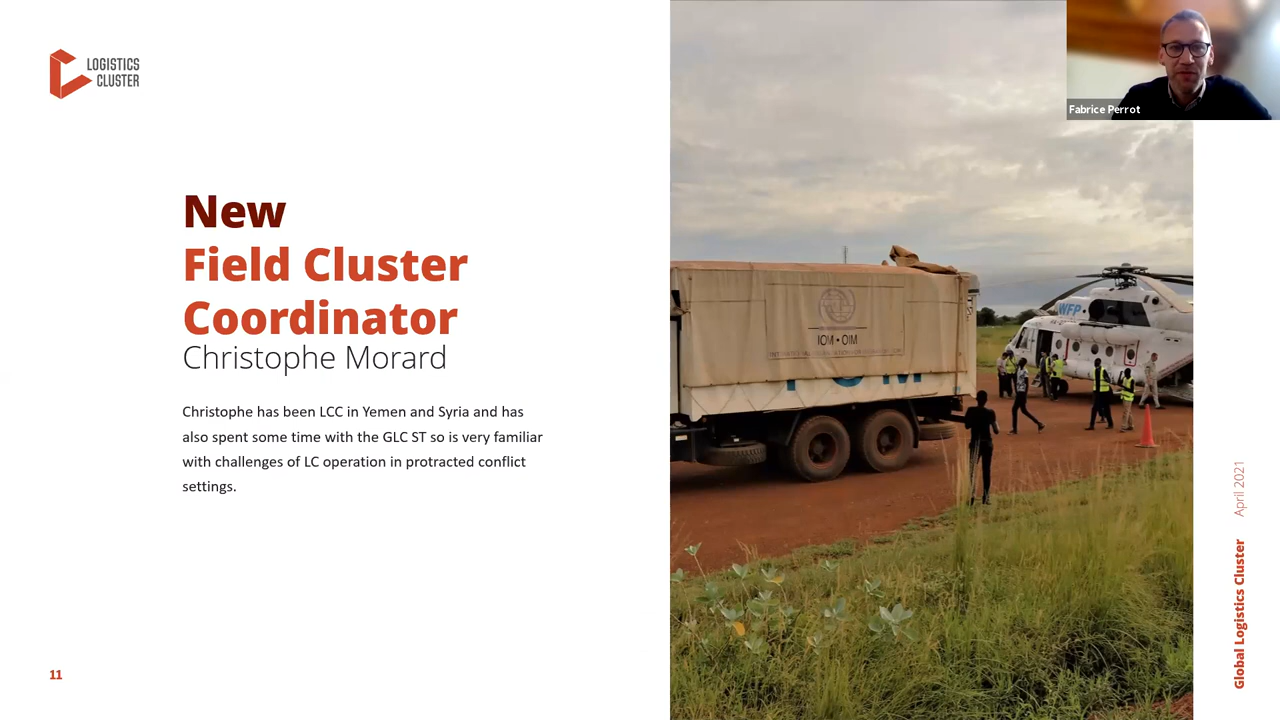 LOGISTICS
CLUSTER
New
Field Cluster
Coordinator
Christophe Morard
Christophe has been LCC in Yemen and Syria and has
also spent some time with the GLC ST so is very familiar
with challenges of LC operation in protracted conflict
settings.
11
IOM • OIM
WFP
Fabrice Perrot
Global Logistics Cluster April 2021